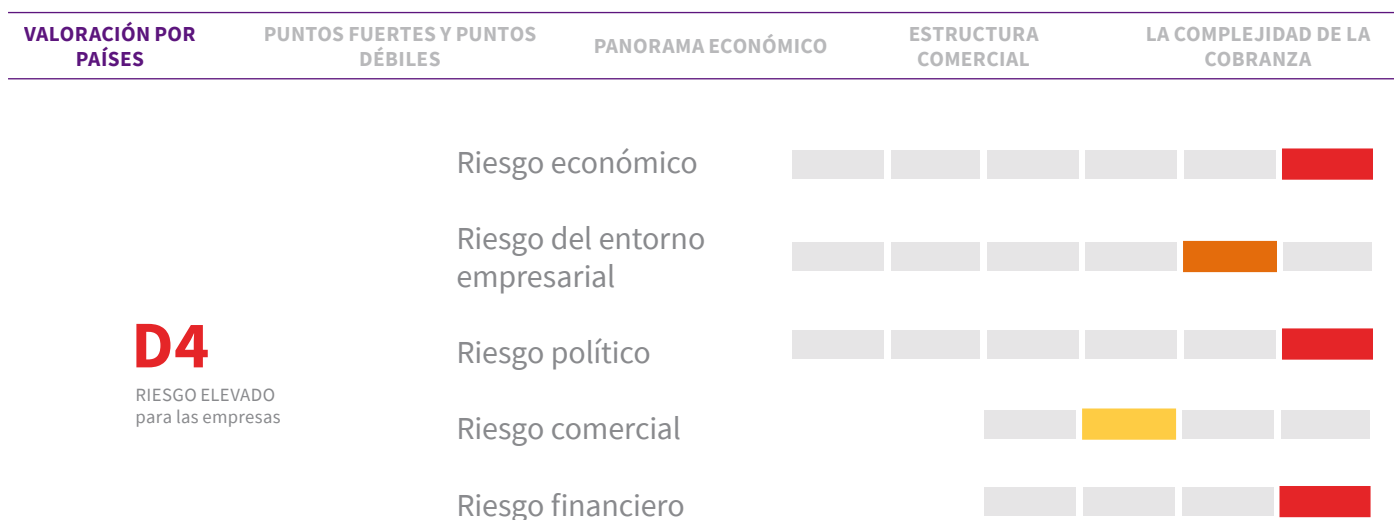 VALORACIÓN POR
PAÍSES
PUNTOS FUERTES Y PUNTOS
DÉBILES
PANORAMA ECONÓMICO
ESTRUCTURA
COMERCIAL
LA COMPLEJIDAD DE LA
COBRANZA
Riesgo económico
Riesgo del entorno
empresarial
D4
RIESGO ELEVADO
para las empresas
Riesgo político
Riesgo comercial
Riesgo financiero